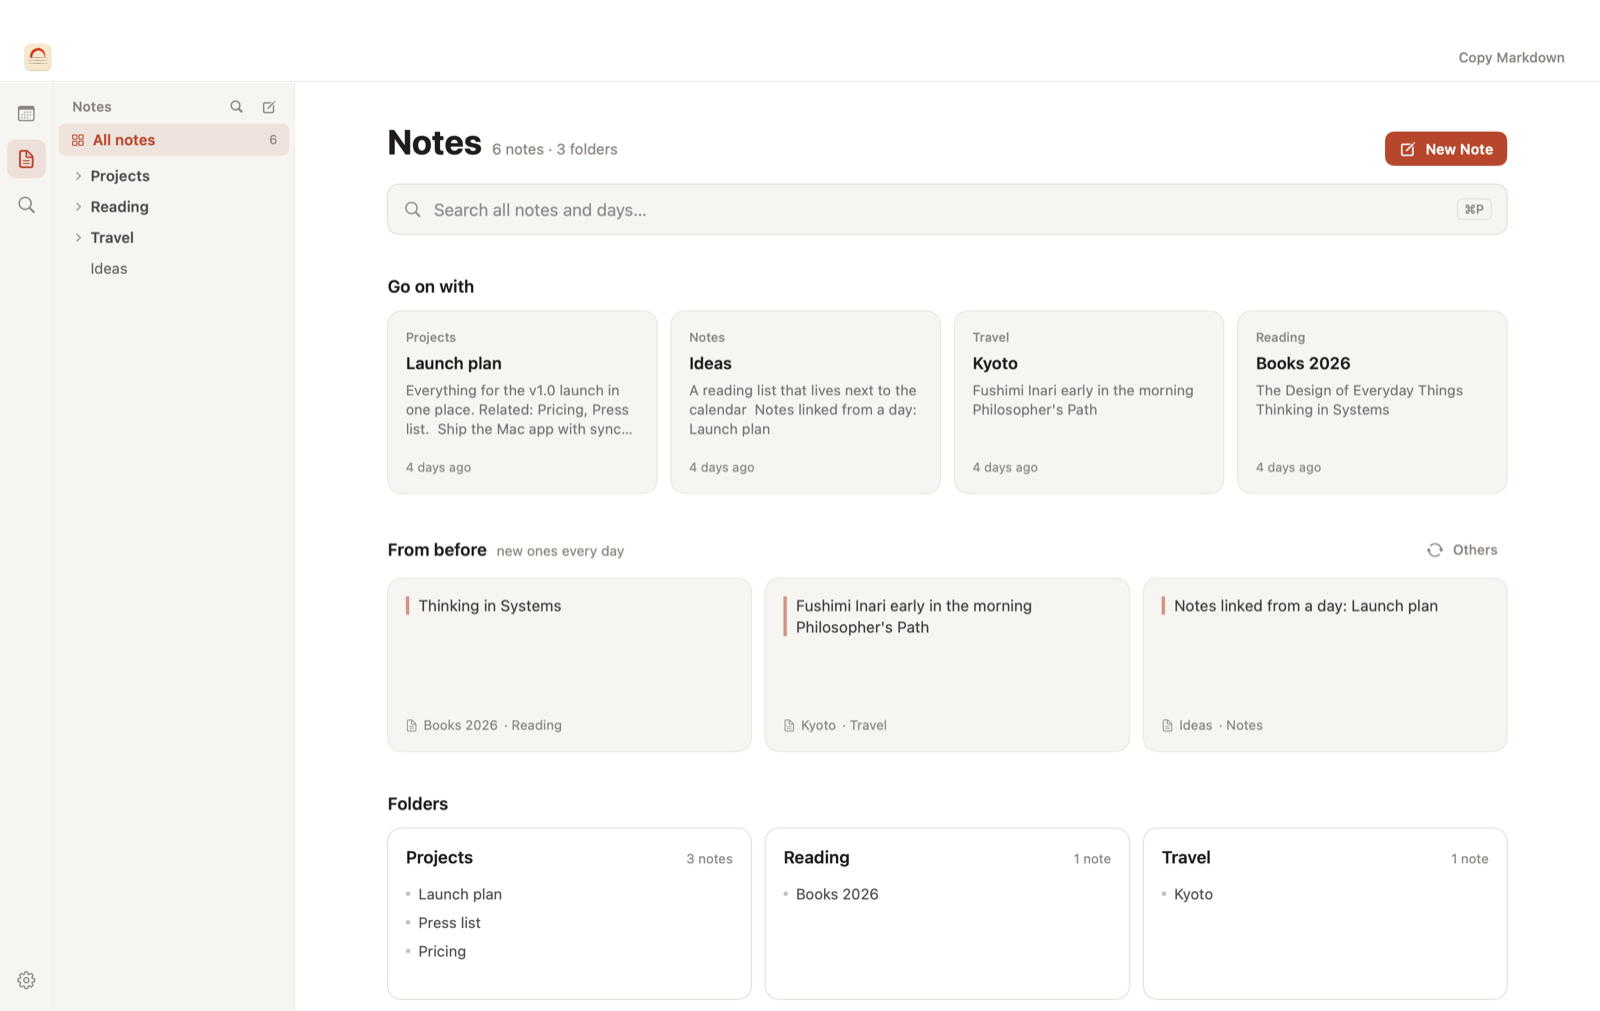 Copy Markdown
Notes
All notes 6
Projects
Reading
Travel
Ideas
Notes 6 notes · 3 folders
New Note
Search all notes and days...
⌘P
Go on with
Projects
Launch plan
Everything for the v1.0 launch in
one place. Related: Pricing, Press
list.  Ship the Mac app with sync...
4 days ago
Notes
Ideas
A reading list that lives next to the
calendar  Notes linked from a day:
Launch plan
4 days ago
Travel
Kyoto
Fushimi Inari early in the morning
Philosopher's Path
4 days ago
Reading
Books 2026
The Design of Everyday Things
Thinking in Systems
4 days ago
From before new ones every day
Others
Thinking in Systems
Books 2026 · Reading
Fushimi Inari early in the morning
Philosopher's Path
Kyoto · Travel
Notes linked from a day: Launch plan
Ideas · Notes
Folders
Projects 3 notes
• Launch plan
• Press list
• Pricing
Reading 1 note
• Books 2026
Travel 1 note
• Kyoto